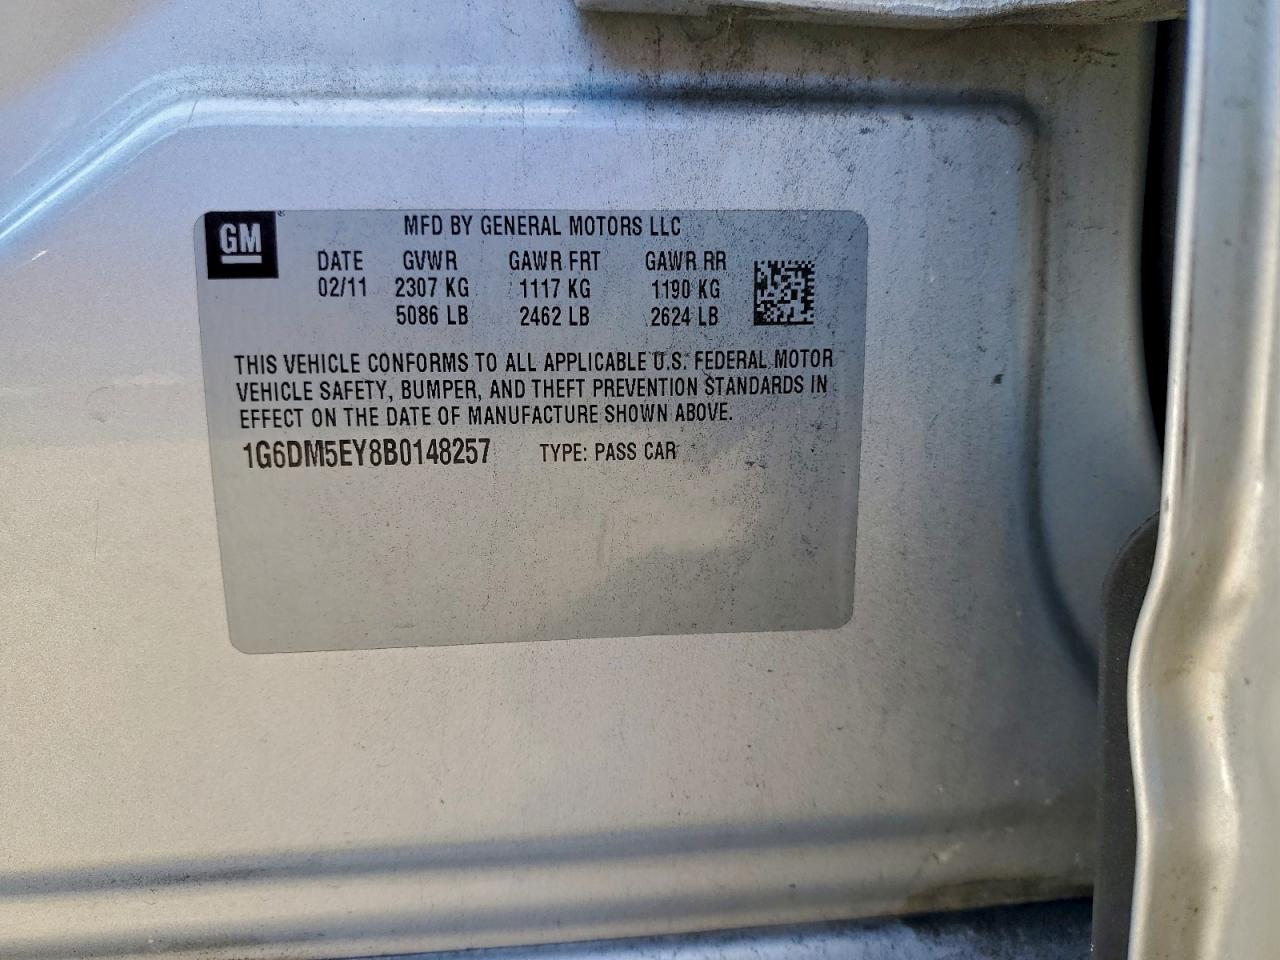 GM
MFD BY GENERAL MOTORS LLC
DATE GVWR GAWR FRT GAWR RR
02/11 2307 KG 1117 KG 1190 KG
5086 LB 2462 LB 2624 LB
THIS VEHICLE CONFORMS TO ALL APPLICABLE U.S. FEDERAL MOTOR
VEHICLE SAFETY, BUMPER, AND THEFT PREVENTION STANDARDS IN
EFFECT ON THE DATE OF MANUFACTURE SHOWN ABOVE.
1G6DM5EY8B0148257 TYPE: PASS CAR